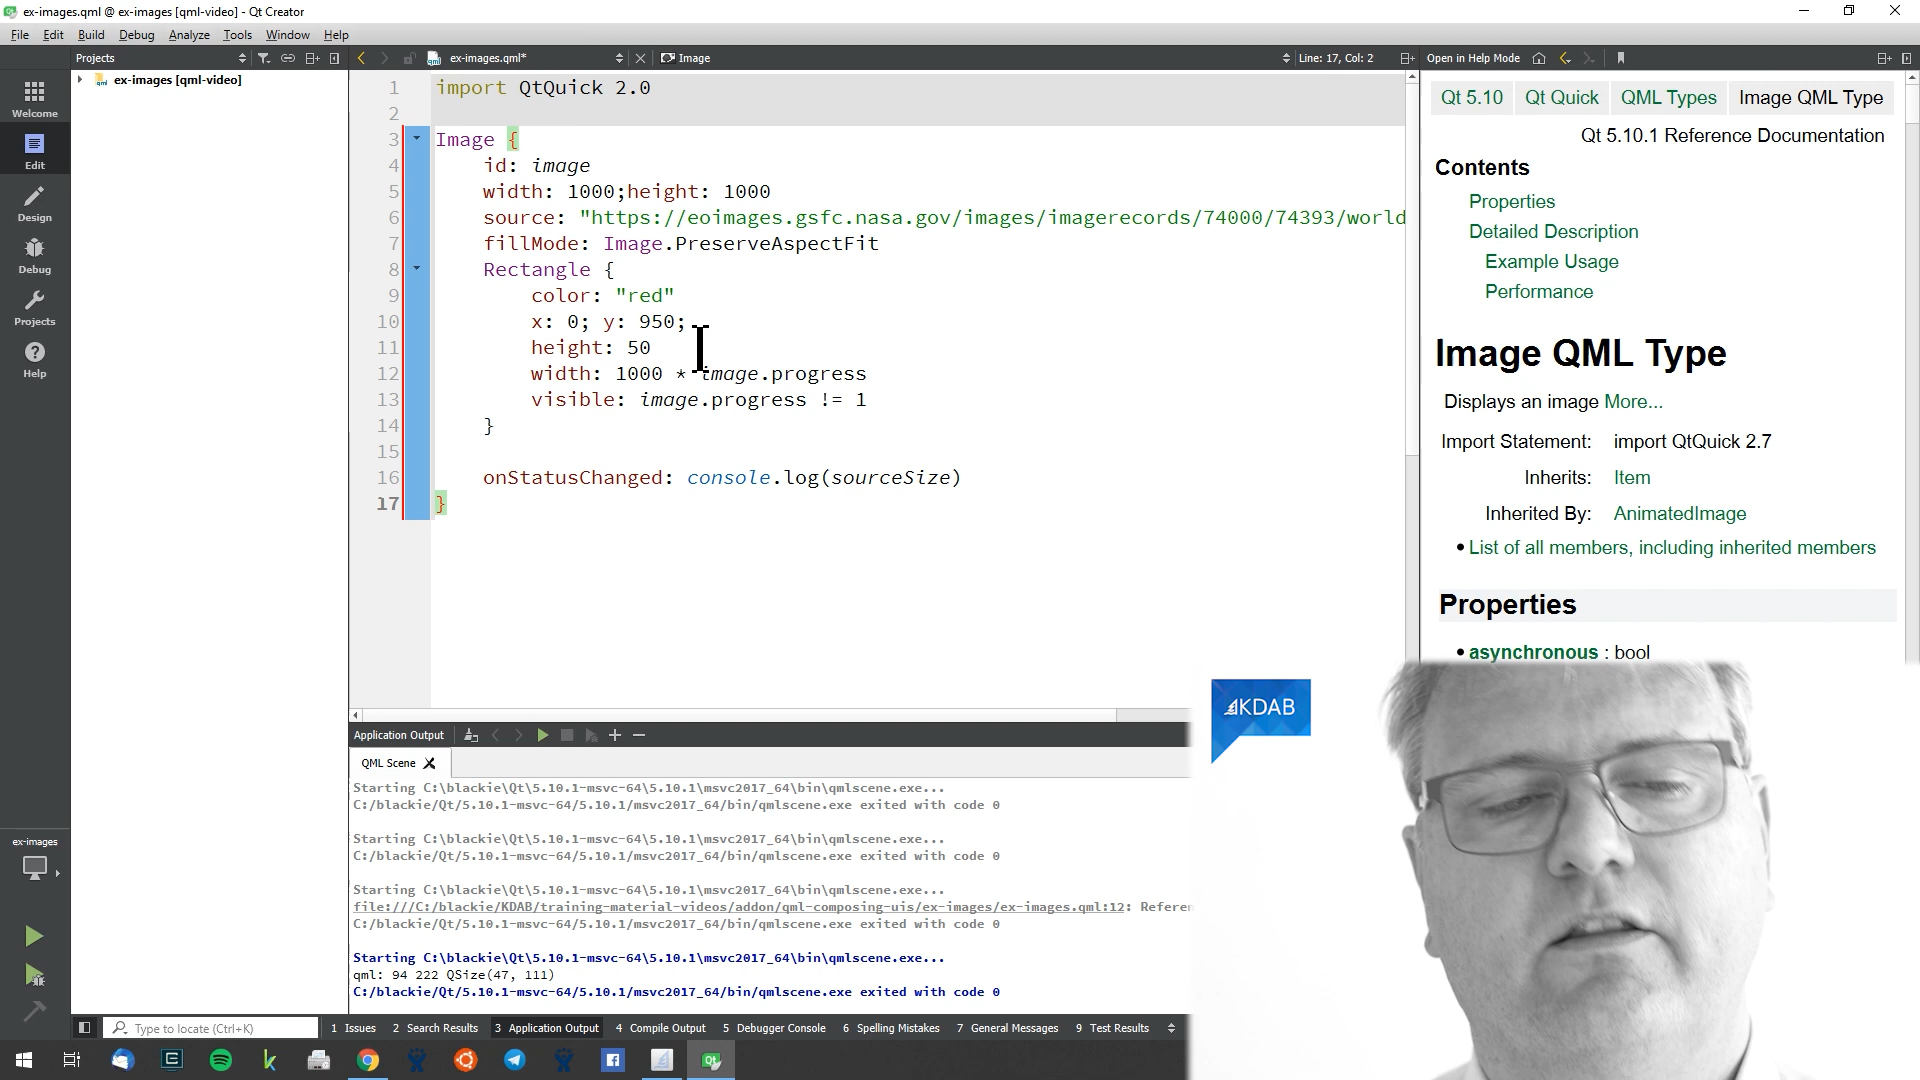 ex-images.qml @ ex-images [qml-video] - Qt Creator
File Edit Build Debug Analyze Tools Window Help
Projects
ex-images.qml*
Image
Line: 17, Col: 2
Open in Help Mode
ex-images [qml-video]
Welcome
Edit
Design
Debug
Projects
Help
1 import QtQuick 2.0
2
3 Image {
4 id: image
5 width: 1000;height: 1000
6 source: "https://eoimages.gsfc.nasa.gov/images/imagerecords/74000/74393/world
7 fillMode: Image.PreserveAspectFit
8 Rectangle {
9 color: "red"
10 x: 0; y: 950;
11 height: 50
12 width: 1000 * image.progress
13 visible: image.progress != 1
14 }
15
16 onStatusChanged: console.log(sourceSize)
17 }
Qt 5.10 Qt Quick QML Types Image QML Type
Qt 5.10.1 Reference Documentation
Contents
Properties
Detailed Description
Example Usage
Performance
Image QML Type
Displays an image More...
Import Statement: import QtQuick 2.7
Inherits: Item
Inherited By: AnimatedImage
• List of all members, including inherited members
Properties
• asynchronous : bool
KDAB
Application Output
QML Scene
Starting C:\blackie\Qt\5.10.1-msvc-64\5.10.1\msvc2017_64\bin\qmlscene.exe...
C:/blackie/Qt/5.10.1-msvc-64/5.10.1/msvc2017_64/bin/qmlscene.exe exited with code 0
Starting C:\blackie\Qt\5.10.1-msvc-64\5.10.1\msvc2017_64\bin\qmlscene.exe...
C:/blackie/Qt/5.10.1-msvc-64/5.10.1/msvc2017_64/bin/qmlscene.exe exited with code 0
Starting C:\blackie\Qt\5.10.1-msvc-64\5.10.1\msvc2017_64\bin\qmlscene.exe...
file:///C:/blackie/KDAB/training-material-videos/addon/qml-composing-uis/ex-images/ex-images.qml:12: Referen
C:/blackie/Qt/5.10.1-msvc-64/5.10.1/msvc2017_64/bin/qmlscene.exe exited with code 0
Starting C:\blackie\Qt\5.10.1-msvc-64\5.10.1\msvc2017_64\bin\qmlscene.exe...
qml: 94 222 QSize(47, 111)
C:/blackie/Qt/5.10.1-msvc-64/5.10.1/msvc2017_64/bin/qmlscene.exe exited with code 0
ex-images
Type to locate (Ctrl+K)
1 Issues 2 Search Results 3 Application Output 4 Compile Output 5 Debugger Console 6 Spelling Mistakes 7 General Messages 9 Test Results